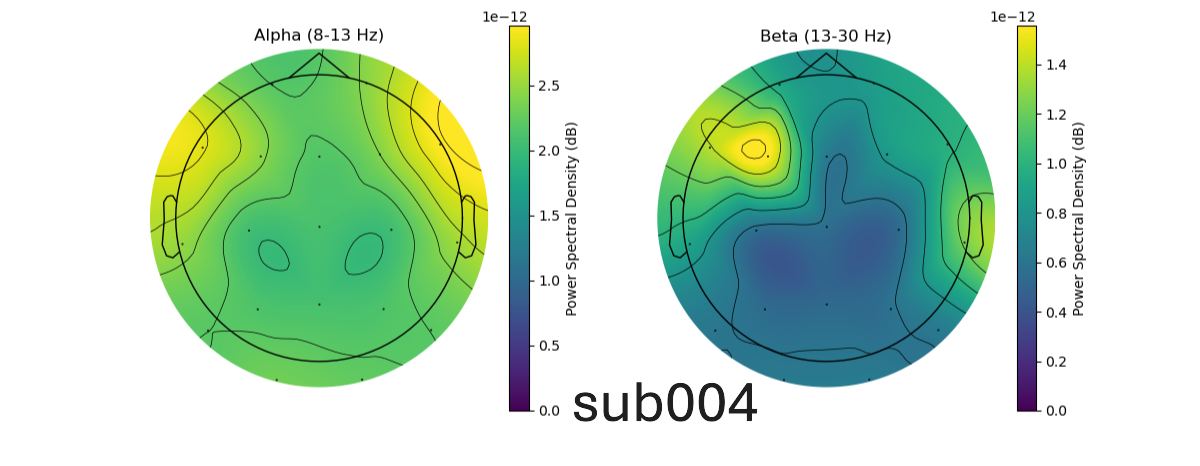 1e−12
Alpha (8-13 Hz)
2.5
2.0
1.5
1.0
0.5
0.0
Power Spectral Density (dB)
1e−12
Beta (13-30 Hz)
1.4
1.2
1.0
0.8
0.6
0.4
0.2
0.0
Power Spectral Density (dB)
sub004